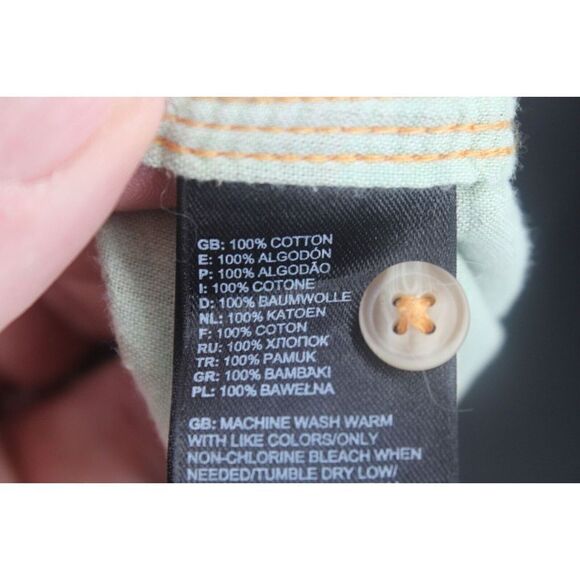 GB: 100% COTTON
E: 100% ALGODÓN
P: 100% ALGODÃO
I: 100% COTONE
D: 100% BAUMWOLLE
NL: 100% KATOEN
F: 100% COTON
RU: 100% ХЛОПОК
TR: 100% PAMUK
GR: 100% BAMBAKI
PL: 100% BAWEŁNA
GB: MACHINE WASH WARM
WITH LIKE COLORS/ONLY
NON-CHLORINE BLEACH WHEN
NEEDED/TUMBLE DRY LOW/